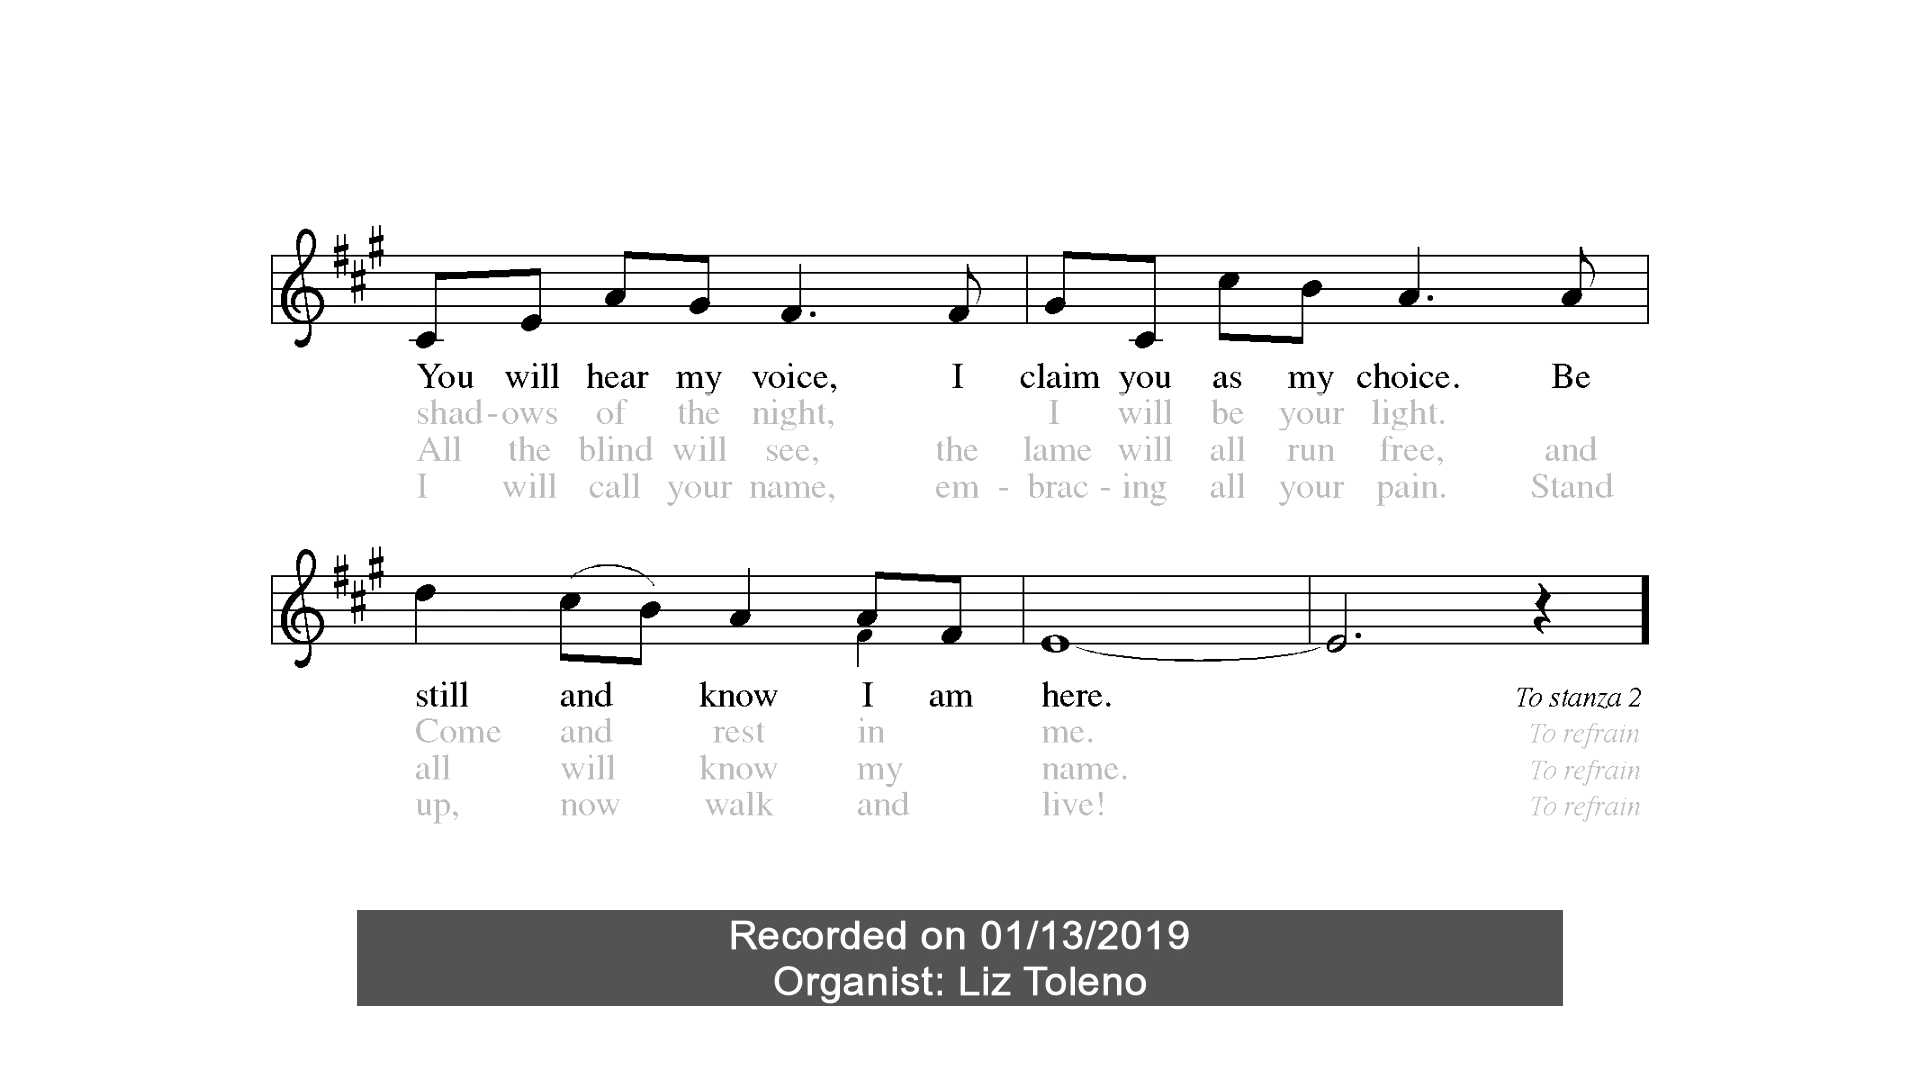 You will hear my voice, I claim you as my choice. Be
shad-ows of the night, I will be your light.
All the blind will see, the lame will all run free, and
I will call your name, em - brac - ing all your pain. Stand
still and know I am here. To stanza 2
Come and rest in me. To refrain
all will know my name. To refrain
up, now walk and live! To refrain
Recorded on 01/13/2019
Organist: Liz Toleno